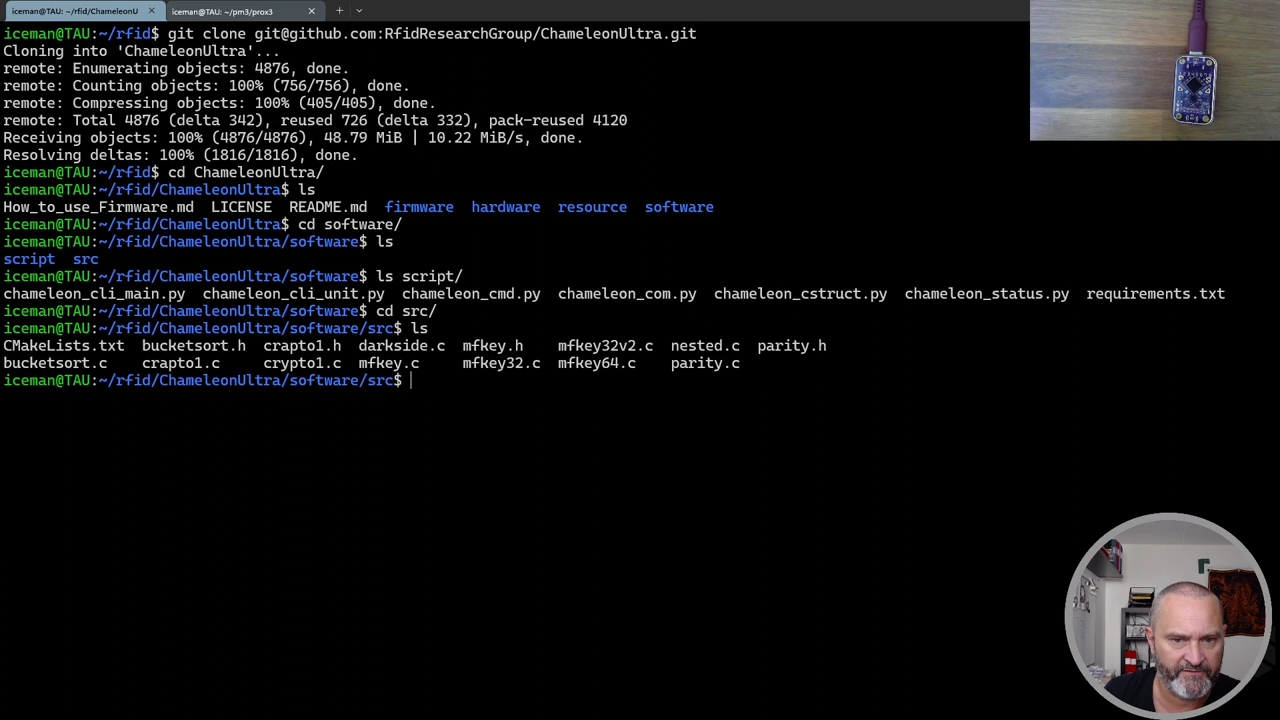 iceman@TAU: ~/rfid/ChameleonU
iceman@TAU: ~/pm3/prox3
iceman@TAU:~/rfid$ git clone git@github.com:RfidResearchGroup/ChameleonUltra.git
Cloning into 'ChameleonUltra'...
remote: Enumerating objects: 4876, done.
remote: Counting objects: 100% (756/756), done.
remote: Compressing objects: 100% (405/405), done.
remote: Total 4876 (delta 342), reused 726 (delta 332), pack-reused 4120
Receiving objects: 100% (4876/4876), 48.79 MiB | 10.22 MiB/s, done.
Resolving deltas: 100% (1816/1816), done.
iceman@TAU:~/rfid$ cd ChameleonUltra/
iceman@TAU:~/rfid/ChameleonUltra$ ls
How_to_use_Firmware.md LICENSE README.md firmware hardware resource software
iceman@TAU:~/rfid/ChameleonUltra$ cd software/
iceman@TAU:~/rfid/ChameleonUltra/software$ ls
script src
iceman@TAU:~/rfid/ChameleonUltra/software$ ls script/
chameleon_cli_main.py chameleon_cli_unit.py chameleon_cmd.py chameleon_com.py chameleon_cstruct.py chameleon_status.py requirements.txt
iceman@TAU:~/rfid/ChameleonUltra/software$ cd src/
iceman@TAU:~/rfid/ChameleonUltra/software/src$ ls
CMakeLists.txt bucketsort.h crapto1.h darkside.c mfkey.h mfkey32v2.c nested.c parity.h
bucketsort.c crapto1.c crypto1.c mfkey.c mfkey32.c mfkey64.c parity.c
iceman@TAU:~/rfid/ChameleonUltra/software/src$